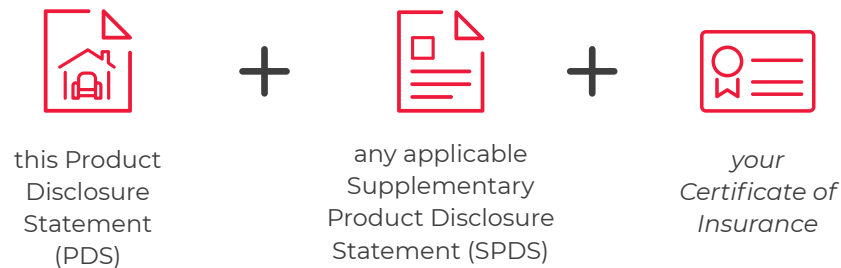 this Product
Disclosure
Statement
(PDS)
any applicable
Supplementary
Product Disclosure
Statement (SPDS)
your
Certificate of
Insurance